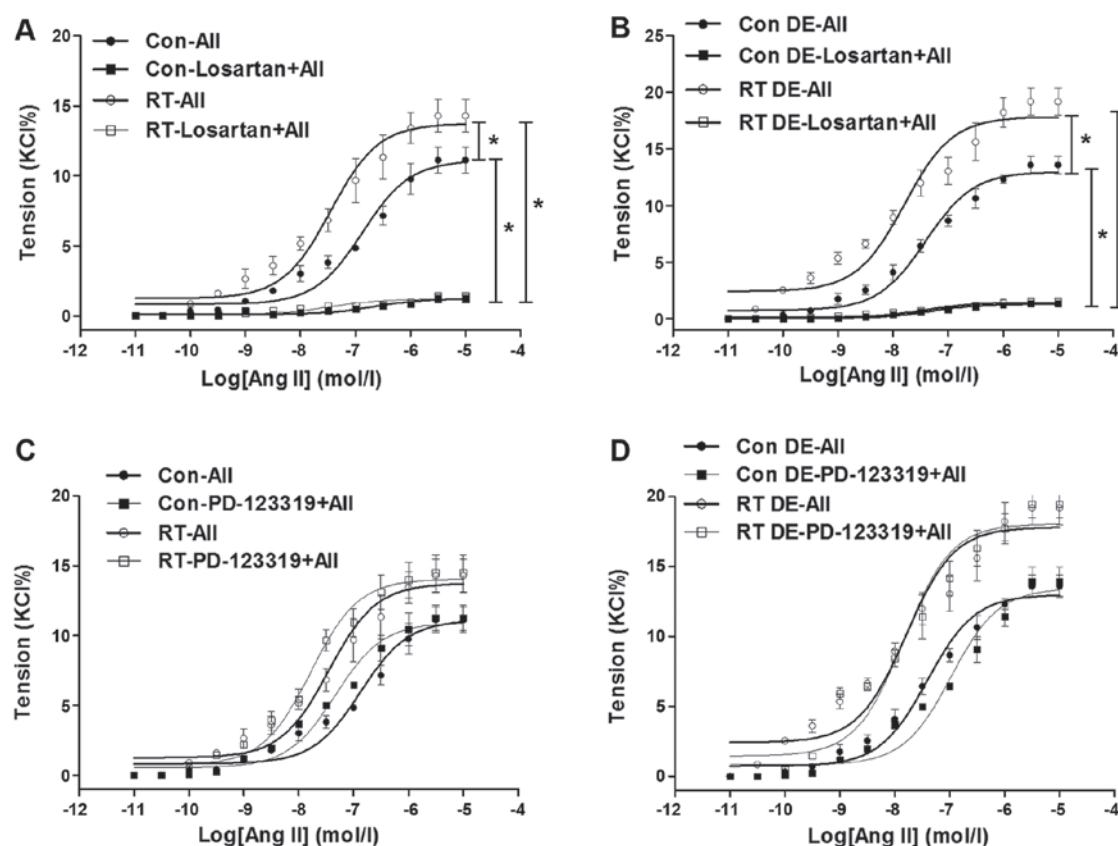 A
Con-AII
Con-Losartan+AII
RT-AII
RT-Losartan+AII
Tension (KCl%)
20
15
10
5
0
*
*
*
-12 -11 -10 -9 -8 -7 -6 -5 -4
Log[Ang II] (mol/l)
B
Con DE-AII
Con DE-Losartan+AII
RT DE-AII
RT DE-Losartan+AII
Tension (KCl%)
25
20
15
10
5
0
*
*
-12 -11 -10 -9 -8 -7 -6 -5 -4
Log[Ang II] (mol/l)
C
Con-AII
Con-PD-123319+AII
RT-AII
RT-PD-123319+AII
Tension (KCl%)
20
15
10
5
0
-12 -11 -10 -9 -8 -7 -6 -5 -4
Log[Ang II] (mol/l)
D
Con DE-AII
Con DE-PD-123319+AII
RT DE-AII
RT DE-PD-123319+AII
Tension (KCl%)
20
15
10
5
0
-12 -11 -10 -9 -8 -7 -6 -5 -4
Log[Ang II] (mol/l)